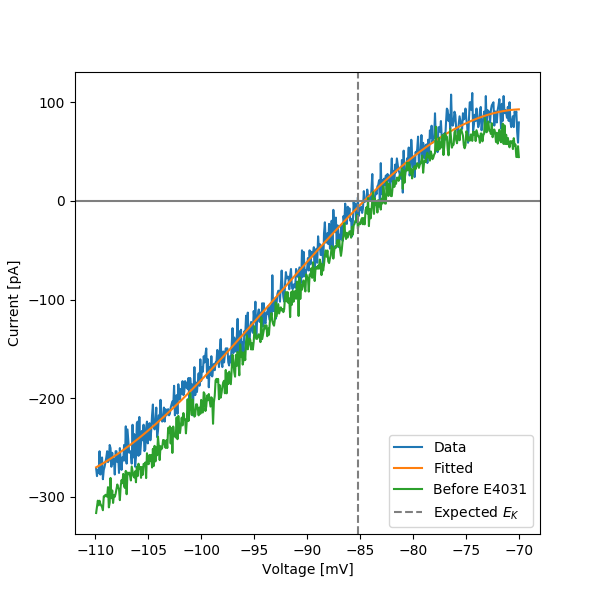 100
0
−100
−200
−300
−110
−105
−100
−95
−90
−85
−80
−75
−70
Current [pA]
Voltage [mV]
Data
Fitted
Before E4031
Expected E_K